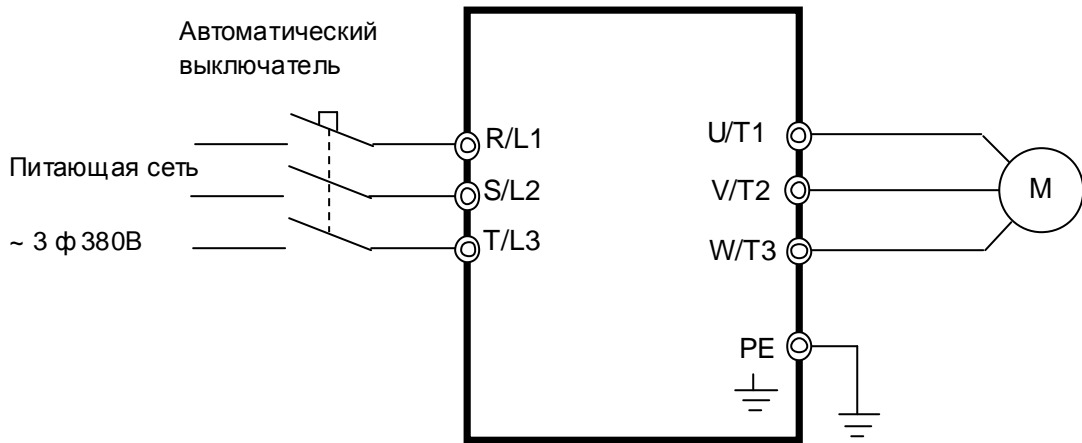 Автоматический
выключатель
Питающая сеть
~ 3 ф 380В
R/L1
S/L2
T/L3
U/T1
V/T2
W/T3
PE
M